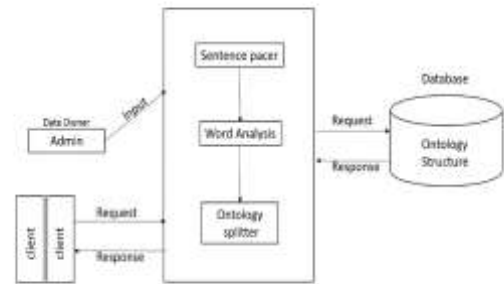 Sentence pacer
Database
Data Owner
Input
Admin
Word Analysis
Request
Ontology
Structure
Response
client
client
Request
Response
Ontology
splitter